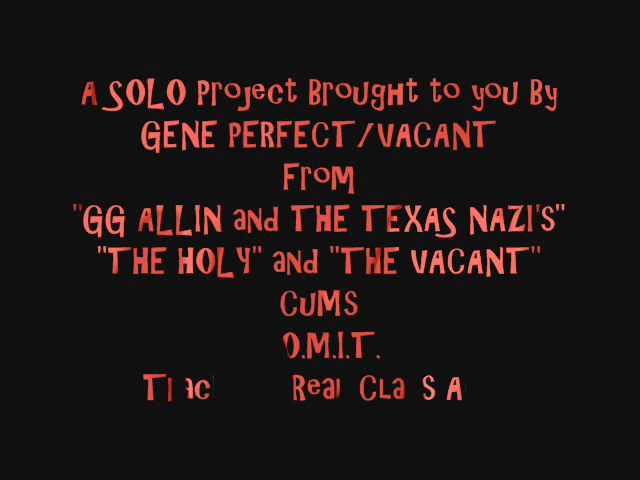 A SOLO Project Brought to you By
GENE PERFECT/VACANT
From
"GG ALLIN and THE TEXAS NAZI'S"
"THE HOLY" and "THE VACANT"
CUMS
.O.M.I.T.
Real